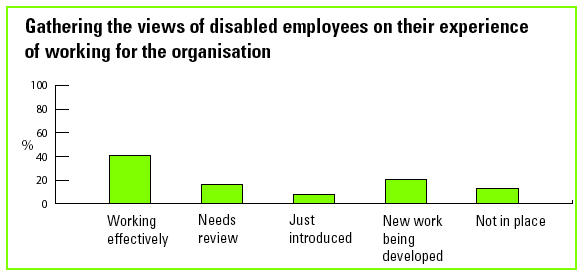 Gathering the views of disabled employees on their experience
of working for the organisation
100
80
60
%
40
20
0
Working
effectively
Needs
review
Just
introduced
New work
being
developed
Not in place